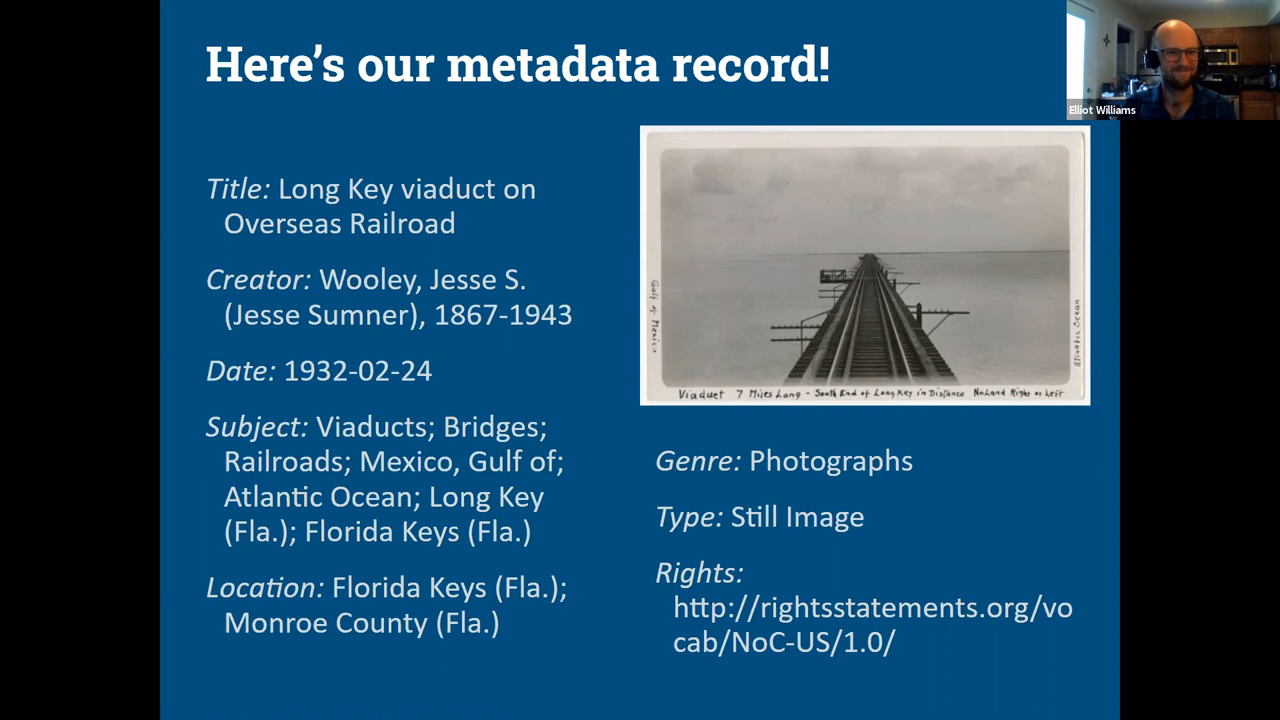 Here's our metadata record!
Elliot Williams
Title: Long Key viaduct on
Overseas Railroad
Creator: Wooley, Jesse S.
(Jesse Sumner), 1867-1943
Date: 1932-02-24
Subject: Viaducts; Bridges;
Railroads; Mexico, Gulf of;
Atlantic Ocean; Long Key
(Fla.); Florida Keys (Fla.)
Location: Florida Keys (Fla.);
Monroe County (Fla.)
Gulf of Mexico
Atlantic Ocean
Viaduct 7 Miles Long - South End of Long Key in Distance No Land Right or Left
Genre: Photographs
Type: Still Image
Rights:
http://rightsstatements.org/vo
cab/NoC-US/1.0/